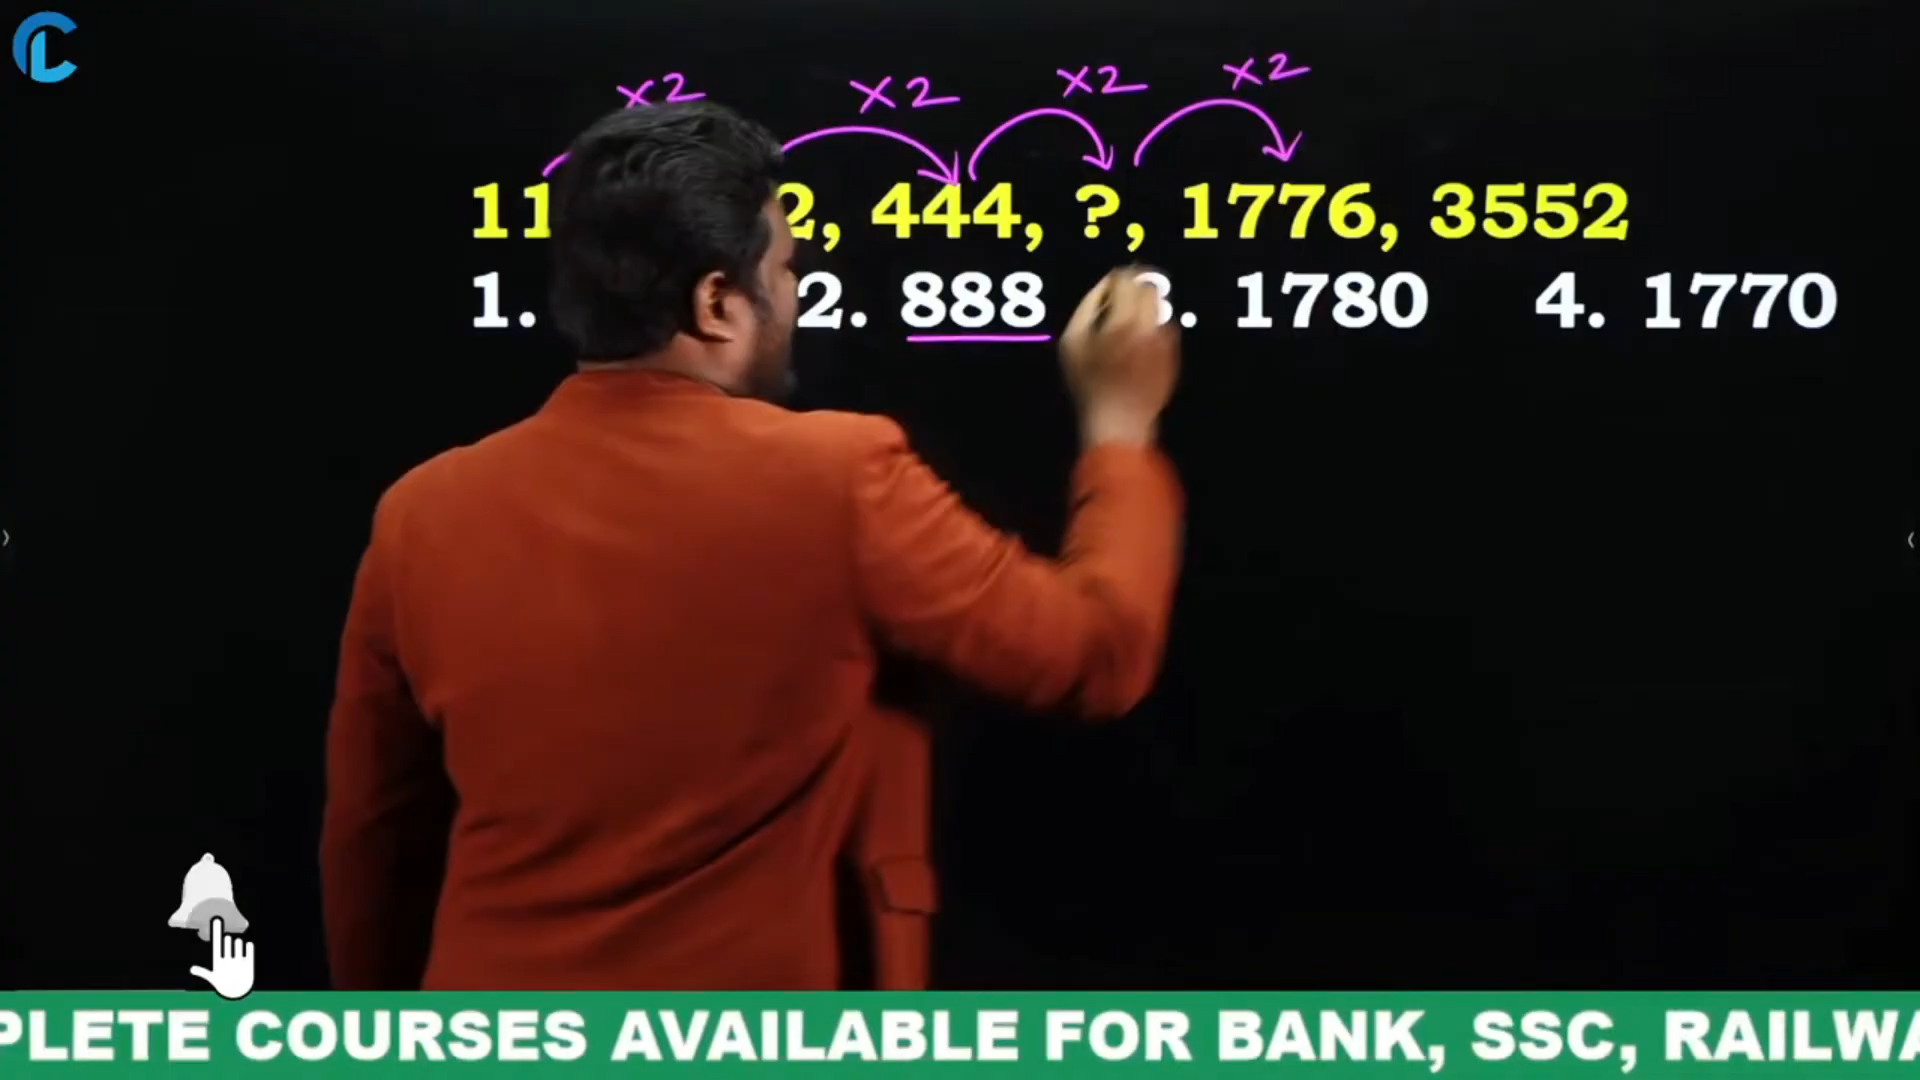 ×2 ×2 ×2 ×2
11 2, 444, ?, 1776, 3552
1. 2. 888 3. 1780 4. 1770
PLETE COURSES AVAILABLE FOR BANK, SSC, RAILWA